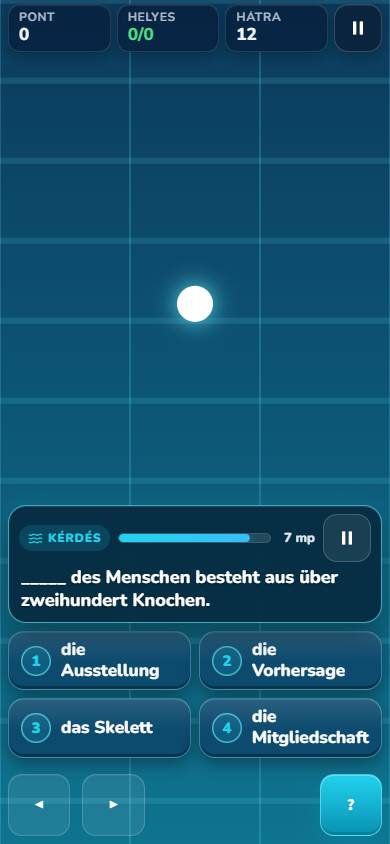 PONT
0
HELYES
0/0
HÁTRA
12
KÉRDÉS
7 mp
_____ des Menschen besteht aus über
zweihundert Knochen.
1
die
Ausstellung
2
die
Vorhersage
3
das Skelett
4
die
Mitgliedschaft
?